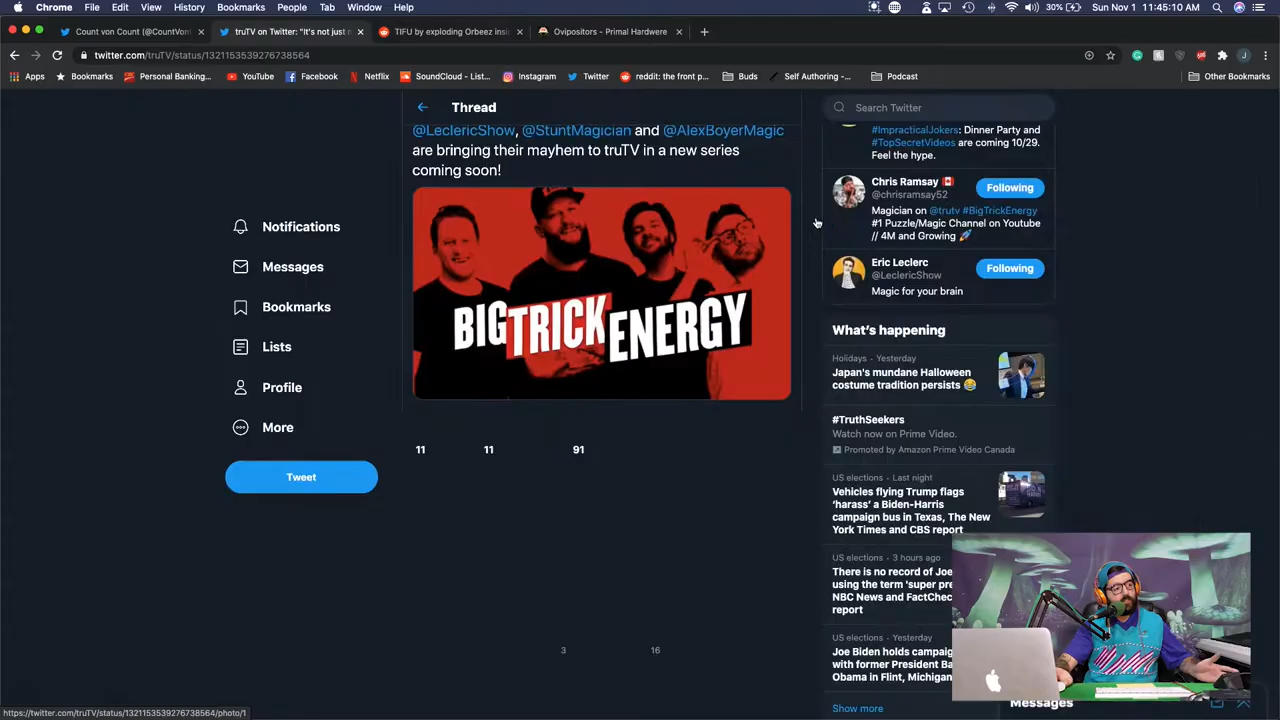 Chrome File Edit View History Bookmarks People Tab Window Help
30% Sun Nov 1 11:45:10 AM
Count von Count (@CountVon
truTV on Twitter: "It's not just m
TIFU by exploding Orbeez insi
Ovipositors - Primal Hardwere
twitter.com/truTV/status/1321153539276738564
Apps Bookmarks Personal Banking... YouTube Facebook Netflix SoundCloud - List... Instagram Twitter reddit: the front p... Buds Self Authoring -... Podcast Other Bookmarks
Thread
@LeclericShow, @StuntMagician and @AlexBoyerMagic
are bringing their mayhem to truTV in a new series
coming soon!
BIG TRICK ENERGY
11 11 91
3 16
Notifications
Messages
Bookmarks
Lists
Profile
More
Tweet
Search Twitter
#ImpracticalJokers: Dinner Party and
#TopSecretVideos are coming 10/29.
Feel the hype.
Chris Ramsay
@chrisramsay52
Following
Magician on @trutv #BigTrickEnergy
#1 Puzzle/Magic Channel on Youtube
// 4M and Growing
Eric Leclerc
@LeclericShow
Following
Magic for your brain
What's happening
Holidays · Yesterday
Japan's mundane Halloween
costume tradition persists
#TruthSeekers
Watch now on Prime Video.
Promoted by Amazon Prime Video Canada
US elections · Last night
Vehicles flying Trump flags
'harass' a Biden-Harris
campaign bus in Texas, The New
York Times and CBS report
US elections · 3 hours ago
There is no record of Joe
using the term 'super pre
NBC News and FactChec
report
US elections · Yesterday
Joe Biden holds campaig
with former President Ba
Obama in Flint, Michigan
Show more
Messages
https://twitter.com/truTV/status/1321153539276738564/photo/1